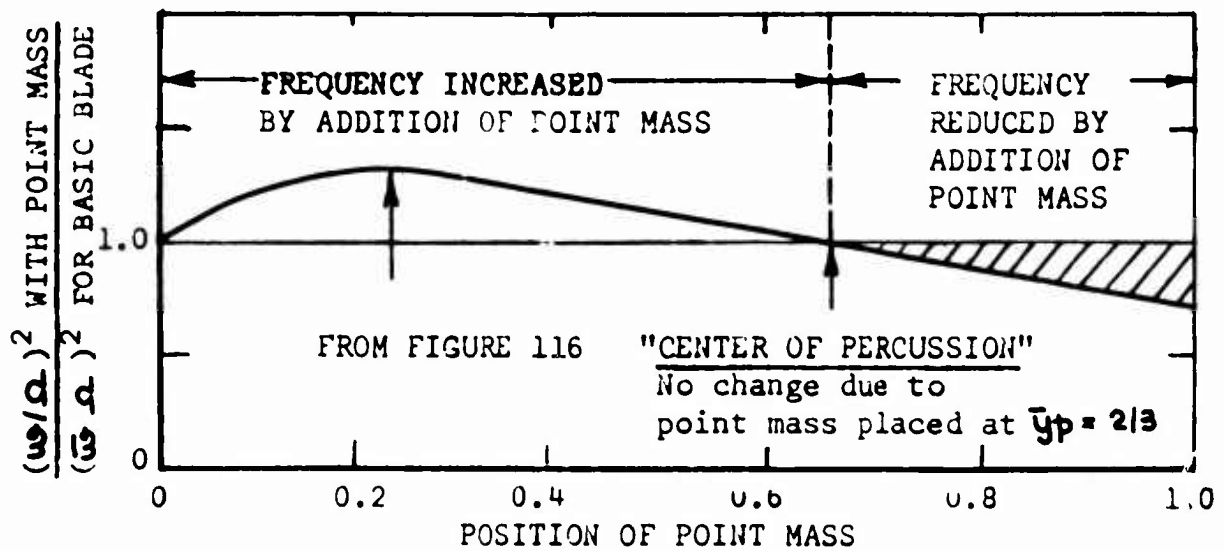 (ω/Ω)² WITH POINT MASS
(ω̄ Ω)² FOR BASIC BLADE
FREQUENCY INCREASED
BY ADDITION OF POINT MASS
FREQUENCY
REDUCED BY
ADDITION OF
POINT MASS
1.0
FROM FIGURE 116
"CENTER OF PERCUSSION"
No change due to
point mass placed at ȳp = 2/3
0
0 0.2 0.4 0.6 0.8 1.0
POSITION OF POINT MASS